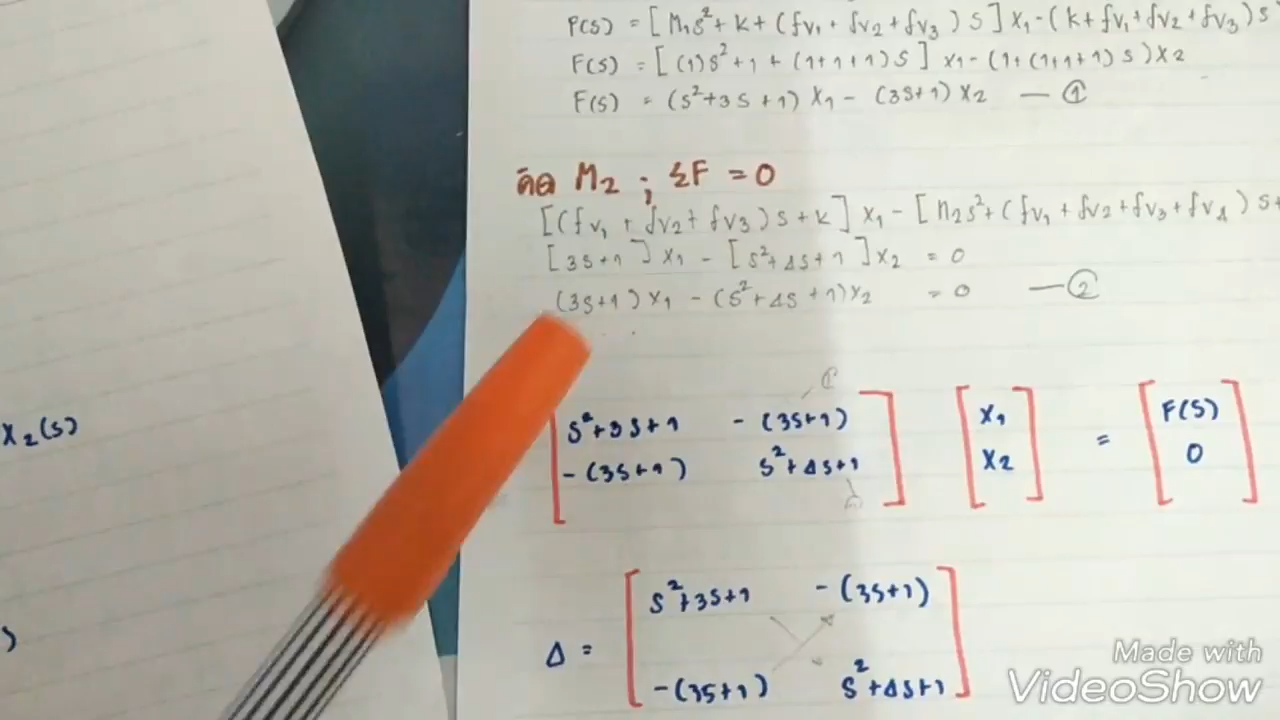 P(s) = [M₁s²+k+(fv₁+fv₂+fv₃)s]x₁-(k+fv₁+fv₂+fv₃)s
F(s) = [(1)s²+1+(1+1+1)s] x₁-(1+(1+1+1)s)x2
F(s) = (s²+3s+1)x₁-(3s+1)x2 — ①
คิด M2 ; ΣF = 0
[(fv₁+fv2+fv3)s+k]x₁-[M2s²+(fv₁+fv2+fv3+fv4)s+
[3s+1]x₁-[s²+4s+1]x2 = 0
(3s+1)x₁-(s²+4s+1)x2 = 0 — ②
s²+3s+1 -(3s+1) x₁ = F(s)
-(3s+1) s²+4s+1 x2 0
x2(s)
s²+3s+1 -(3s+1)
Δ =
-(3s+1) s²+4s+1
Made with
VideoShow